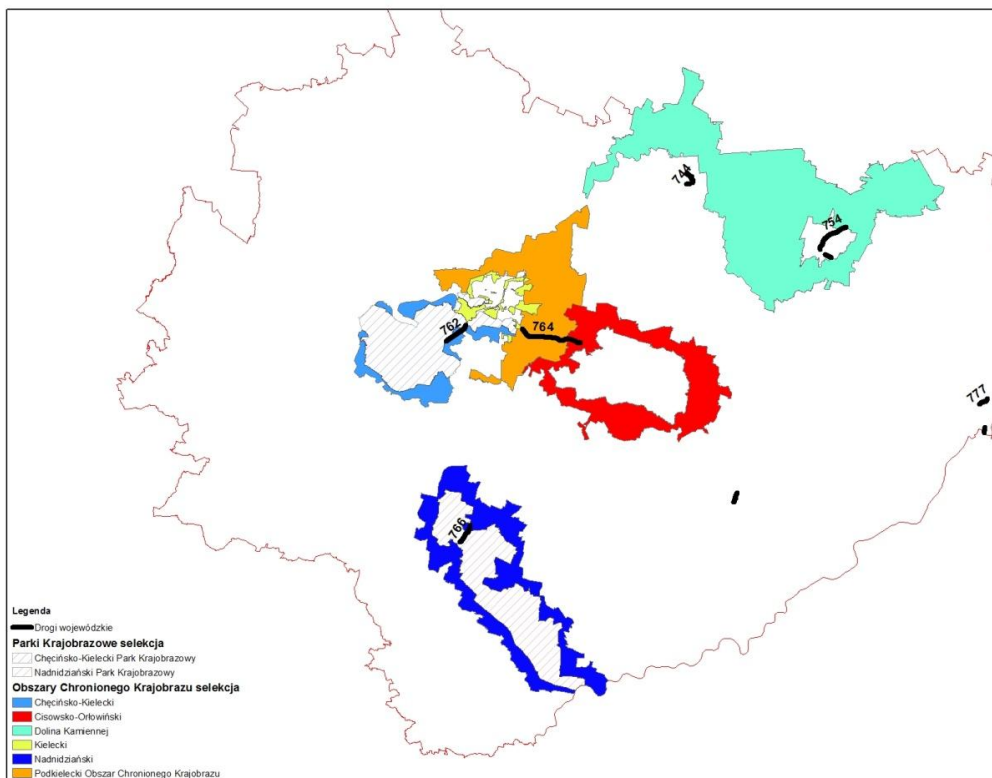 744
754
762
764
777
766
Legenda
Drogi wojewódzkie
Parki Krajobrazowe selekcja
Chęcińsko-Kielecki Park Krajobrazowy
Nadnidziański Park Krajobrazowy
Obszary Chronionego Krajobrazu selekcja
Chęcińsko-Kielecki
Cisowsko-Orłowiński
Dolina Kamiennej
Kielecki
Nadnidziański
Podkielecki Obszar Chronionego Krajobrazu